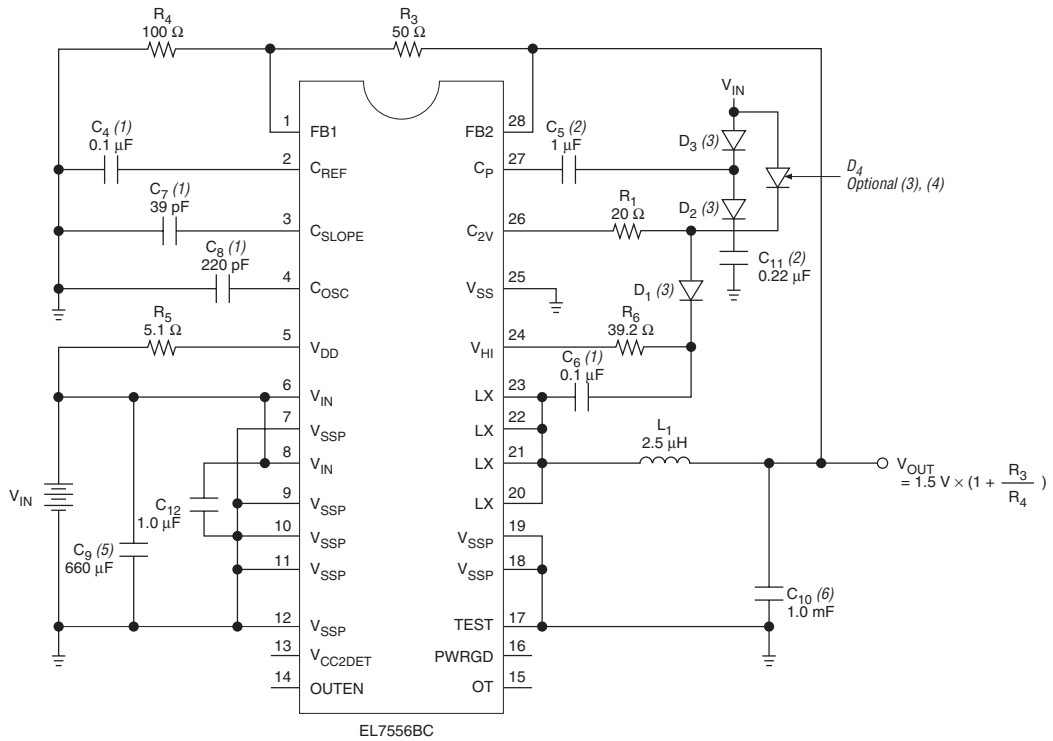 R4
100 Ω
R3
50 Ω
VIN
1
FB1
FB2
28
C4 (1)
0.1 µF
2
CREF
CP
27
C5 (2)
1 µF
D3 (3)
D4
Optional (3), (4)
C7 (1)
39 pF
3
CSLOPE
C2V
26
R1
20 Ω
D2 (3)
C8 (1)
220 pF
4
COSC
VSS
25
C11 (2)
0.22 µF
D1 (3)
R5
5.1 Ω
5
VDD
VHI
24
R6
39.2 Ω
6
VIN
LX
23
C6 (1)
0.1 µF
7
VSSP
LX
22
8
VIN
LX
21
L1
2.5 µH
VOUT
= 1.5 V × (1 + R3 / R4 )
VIN
C12
1.0 µF
9
VSSP
LX
20
10
VSSP
VSSP
19
C9 (5)
660 µF
11
VSSP
VSSP
18
C10 (6)
1.0 mF
12
VSSP
TEST
17
13
VCC2DET
PWRGD
16
14
OUTEN
OT
15
EL7556BC